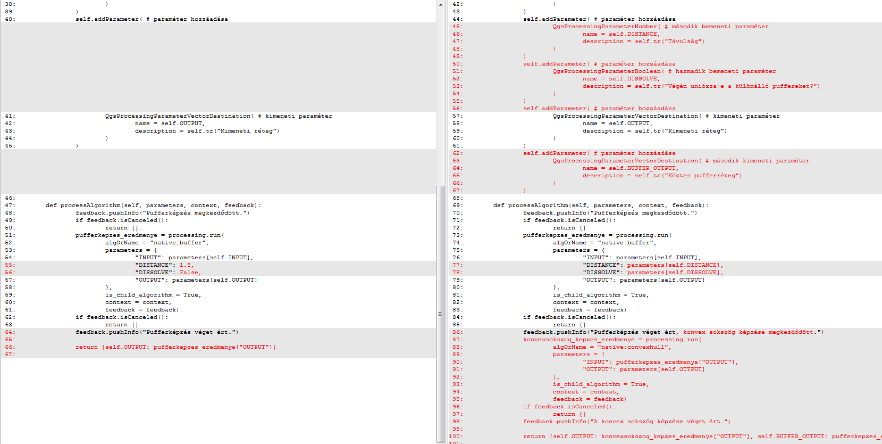 38:                )
39:        )
40:        self.addParameter( # paraméter hozzáadása
41:                QgsProcessingParameterVectorDestination( # kimeneti paraméter
42:                        name = self.OUTPUT,
43:                        description = self.tr("Kimeneti réteg")
44:                )
45:        )
46:
47:    def processAlgorithm(self, parameters, context, feedback):
48:        feedback.pushInfo("Pufferképzés megkezdődött.")
49:        if feedback.isCanceled():
50:                return {}
51:        pufferkepzes_eredmenye = processing.run(
52:                algOrName = "native:buffer",
53:                parameters = {
54:                        "INPUT": parameters[self.INPUT],
55:                        "DISTANCE": 1.5,
56:                        "DISSOLVE": False,
57:                        "OUTPUT": parameters[self.OUTPUT]
58:                },
59:                is_child_algorithm = True,
60:                context = context,
61:                feedback = feedback)
62:        if feedback.isCanceled():
63:                return {}
64:        feedback.pushInfo("Pufferképzés véget ért.")
65:
66:        return {self.OUTPUT: pufferkepzes_eredmenye["OUTPUT"]}
67:
42:                )
43:        )
44:        self.addParameter( # paraméter hozzáadása
45:                QgsProcessingParameterNumber( # második bemeneti paraméter
46:                        name = self.DISTANCE,
47:                        description = self.tr("Távolság")
48:                )
49:        )
50:        self.addParameter( # paraméter hozzáadása
51:                QgsProcessingParameterBoolean( # harmadik bemeneti paraméter
52:                        name = self.DISSOLVE,
53:                        description = self.tr("Végén uniózza-e a különálló puffereket?")
54:                )
55:        )
56:        self.addParameter( # paraméter hozzáadása
57:                QgsProcessingParameterVectorDestination( # kimeneti paraméter
58:                        name = self.OUTPUT,
59:                        description = self.tr("Kimeneti réteg")
60:                )
61:        )
62:        self.addParameter( # paraméter hozzáadása
63:                QgsProcessingParameterVectorDestination( # második kimeneti paraméter
64:                        name = self.BUFFER_OUTPUT,
65:                        description = self.tr("Köztes pufferréteg")
66:                )
67:        )
68:
69:    def processAlgorithm(self, parameters, context, feedback):
70:        feedback.pushInfo("Pufferképzés megkezdődött.")
71:        if feedback.isCanceled():
72:                return {}
73:        pufferkepzes_eredmenye = processing.run(
74:                algOrName = "native:buffer",
75:                parameters = {
76:                        "INPUT": parameters[self.INPUT],
77:                        "DISTANCE": parameters[self.DISTANCE],
78:                        "DISSOLVE": parameters[self.DISSOLVE],
79:                        "OUTPUT": parameters[self.OUTPUT]
80:                },
81:                is_child_algorithm = True,
82:                context = context,
83:                feedback = feedback)
84:        if feedback.isCanceled():
85:                return {}
86:        feedback.pushInfo("Pufferképzés véget ért, konvex sokszög képzése megkezdődött.")
87:        konvexsokszog_kepzes_eredmenye = processing.run(
88:                algOrName = "native:convexhull",
89:                parameters = {
90:                        "INPUT": pufferkepzes_eredmenye["OUTPUT"],
91:                        "OUTPUT": parameters[self.OUTPUT]
92:                },
93:                is_child_algorithm = True,
94:                context = context,
95:                feedback = feedback)
96:        if feedback.isCanceled():
97:                return {}
98:        feedback.pushInfo("A konvex sokszög képzése véget ért.")
99:
100:        return {self.OUTPUT: konvexsokszog_kepzes_eredmenye["OUTPUT"], self.BUFFER_OUTPUT: pufferkepzes_e